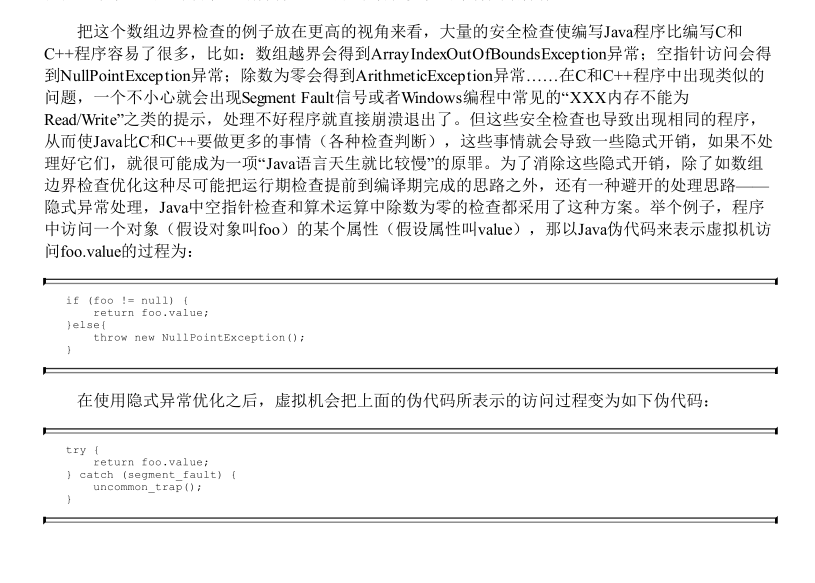 把这个数组边界检查的例子放在更高的视角来看，大量的安全检查使编写Java程序比编写C和
C++程序容易了很多，比如：数组越界会得到ArrayIndexOutOfBoundsException异常；空指针访问会得
到NullPointException异常；除数为零会得到ArithmeticException异常……在C和C++程序中出现类似的
问题，一个不小心就会出现Segment Fault信号或者Windows编程中常见的“XXX内存不能为
Read/Write”之类的提示，处理不好程序就直接崩溃退出了。但这些安全检查也导致出现相同的程序，
从而使Java比C和C++要做更多的事情（各种检查判断），这些事情就会导致一些隐式开销，如果不处
理好它们，就很可能成为一项“Java语言天生就比较慢”的原罪。为了消除这些隐式开销，除了如数组
边界检查优化这种尽可能把运行期检查提前到编译期完成的思路之外，还有一种避开的处理思路——
隐式异常处理，Java中空指针检查和算术运算中除数为零的检查都采用了这种方案。举个例子，程序
中访问一个对象（假设对象叫foo）的某个属性（假设属性叫value），那以Java伪代码来表示虚拟机访
问foo.value的过程为：
if (foo != null) {
    return foo.value;
}else{
    throw new NullPointException();
}
在使用隐式异常优化之后，虚拟机会把上面的伪代码所表示的访问过程变为如下伪代码：
try {
    return foo.value;
} catch (segment_fault) {
    uncommon_trap();
}